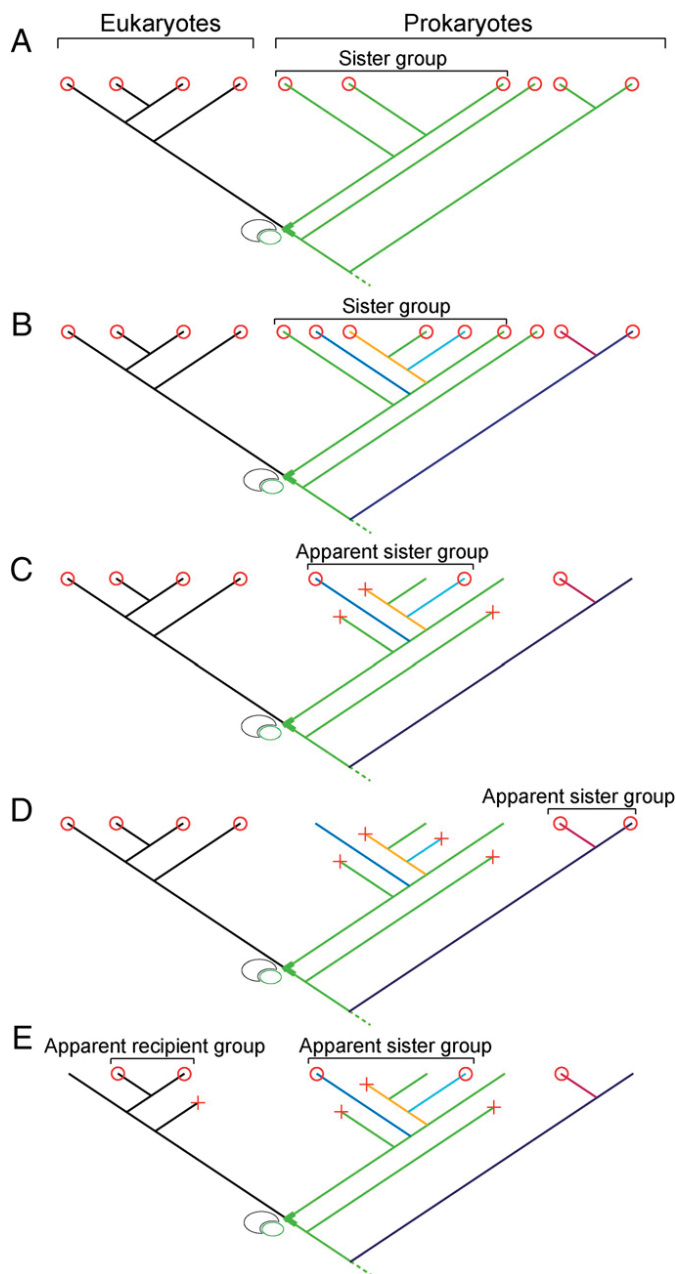 A
Eukaryotes
Prokaryotes
Sister group
B
Sister group
C
Apparent sister group
D
Apparent sister group
E
Apparent recipient group
Apparent sister group